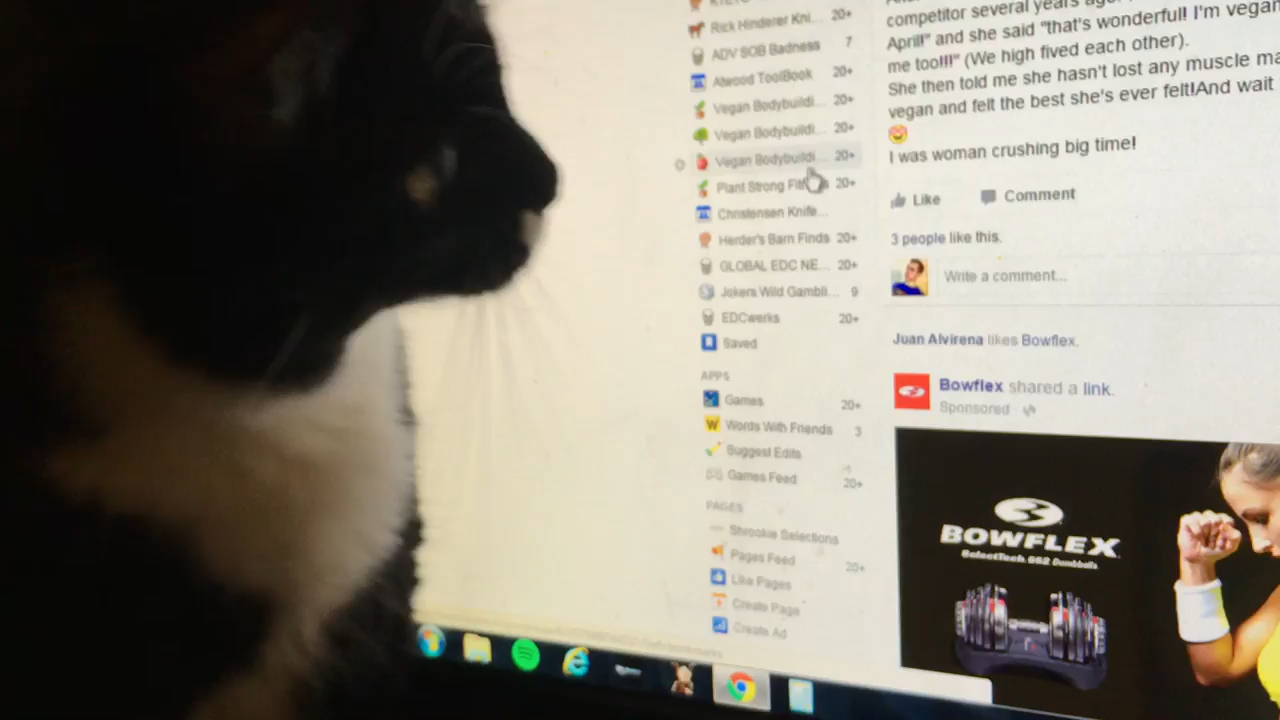 Rick Hinderer Kni... 20+
ADV SOB Badness 7
Atwood ToolBook 20+
Vegan Bodybuildi... 20+
Vegan Bodybuildi... 20+
Vegan Bodybuildi... 20+
Plant Strong Fit 20+
Christensen Knife...
Herder's Barn Finds 20+
GLOBAL EDC NE... 20+
Jokers Wild Gambli... 9
EDCwerks 20+
Saved
APPS
Games 20+
Words With Friends 3
Suggest Edits
Games Feed 20+
PAGES
Shrookie Selections
Pages Feed 20+
Like Pages
Create Page
Create Ad
competitor several years ago
April!" and she said "that's wonderful! I'm vegan
me too!!!" (We high fived each other).
She then told me she hasn't lost any muscle
vegan and felt the best she's ever felt!And wait
I was woman crushing big time!
Like Comment
3 people like this.
Write a comment...
Juan Alvirena likes Bowflex.
Bowflex shared a link.
Sponsored
BOWFLEX
SelectTech 552 Dumbbells